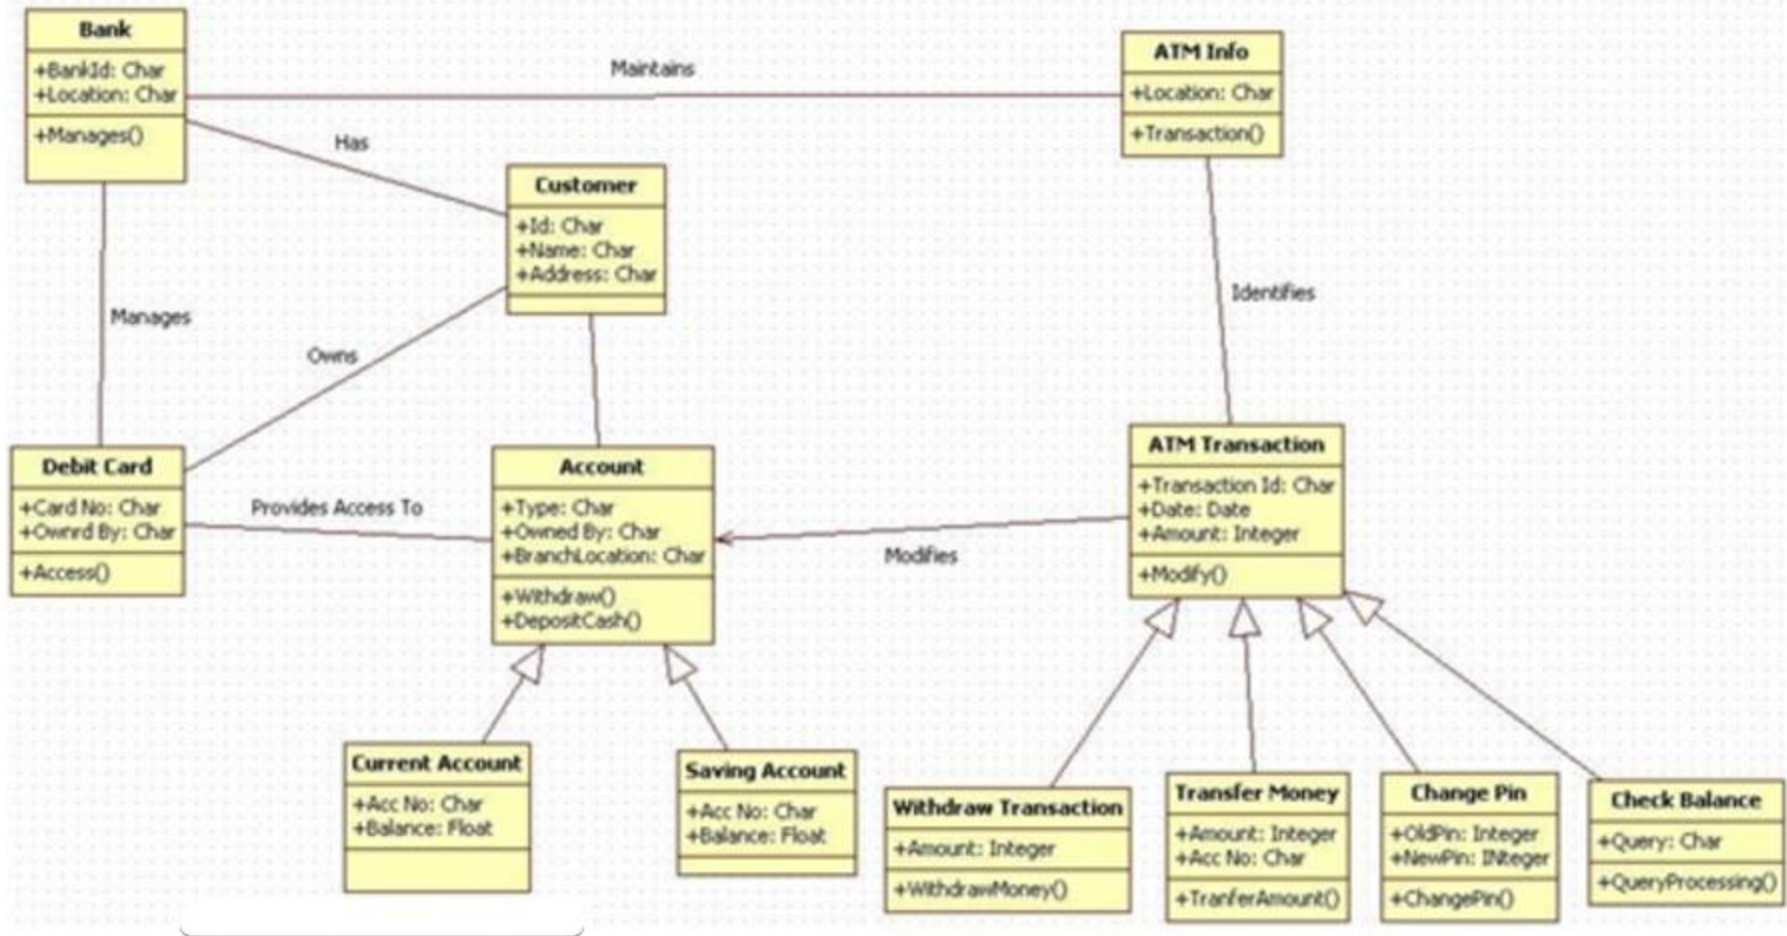 Bank
+BankId: Char
+Location: Char
+Manages()
Maintains
ATM Info
+Location: Char
+Transaction()
Has
Customer
+Id: Char
+Name: Char
+Address: Char
Manages
Owns
Identifies
Debit Card
+Card No: Char
+Ownrd By: Char
+Access()
Provides Access To
Account
+Type: Char
+Owned By: Char
+BranchLocation: Char
+Withdraw()
+DepositCash()
Modifies
ATM Transaction
+Transaction Id: Char
+Date: Date
+Amount: Integer
+Modify()
Current Account
+Acc No: Char
+Balance: Float
Saving Account
+Acc No: Char
+Balance: Float
Withdraw Transaction
+Amount: Integer
+WithdrawMoney()
Transfer Money
+Amount: Integer
+Acc No: Char
+TranferAmount()
Change Pin
+OldPin: Integer
+NewPin: INteger
+ChangePin()
Check Balance
+Query: Char
+QueryProcessing()